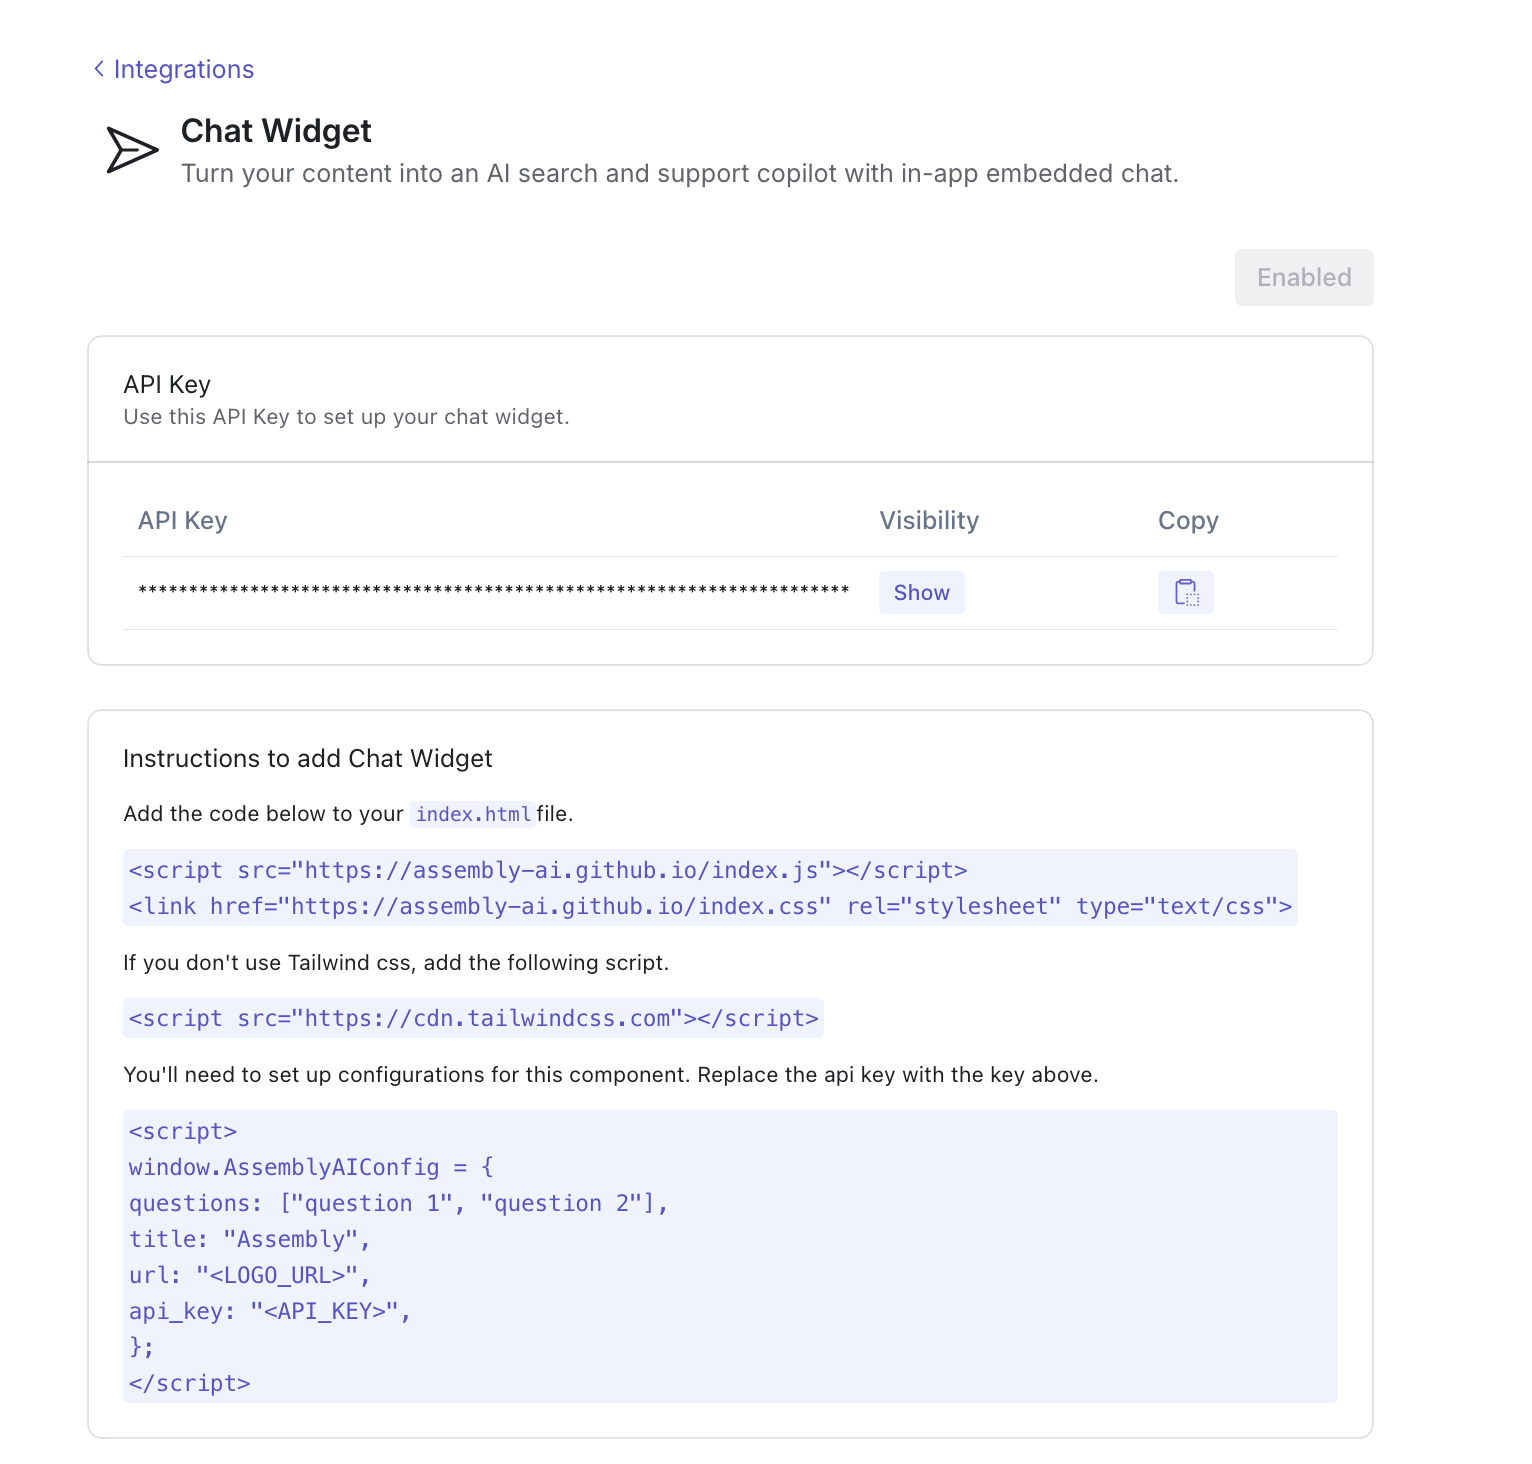 Integrations
Chat Widget
Turn your content into an AI search and support copilot with in-app embedded chat.
Enabled
API Key
Use this API Key to set up your chat widget.
API Key Visibility Copy
********************************************************************** Show
Instructions to add Chat Widget
Add the code below to your index.html file.
<script src="https://assembly-ai.github.io/index.js"></script>
<link href="https://assembly-ai.github.io/index.css" rel="stylesheet" type="text/css">
If you don't use Tailwind css, add the following script.
<script src="https://cdn.tailwindcss.com"></script>
You'll need to set up configurations for this component. Replace the api key with the key above.
<script>
window.AssemblyAIConfig = {
questions: ["question 1", "question 2"],
title: "Assembly",
url: "<LOGO_URL>",
api_key: "<API_KEY>",
};
</script>